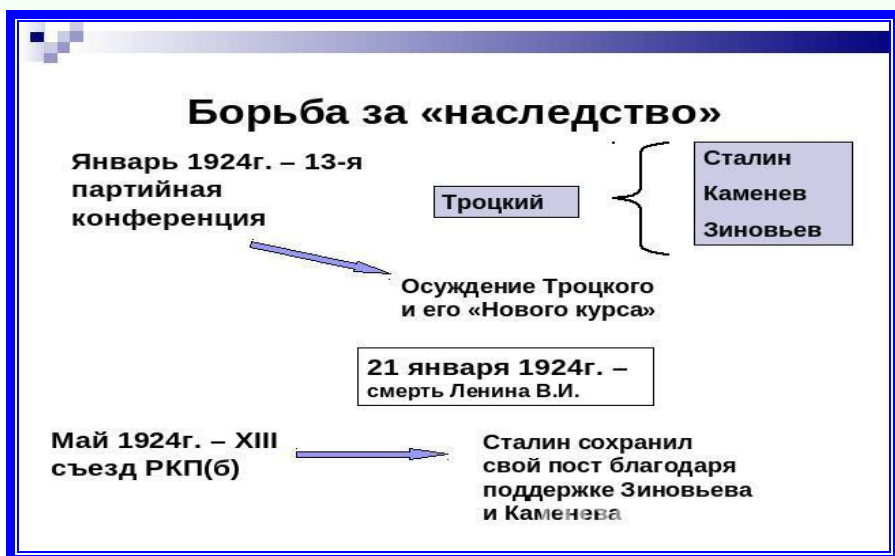 Борьба за «наследство»
Январь 1924г. – 13-я
партийная
конференция
Троцкий
Сталин
Каменев
Зиновьев
Осуждение Троцкого
и его «Нового курса»
21 января 1924г. –
смерть Ленина В.И.
Май 1924г. – XIII
съезд РКП(б)
Сталин сохранил
свой пост благодаря
поддержке Зиновьева
и Каменева